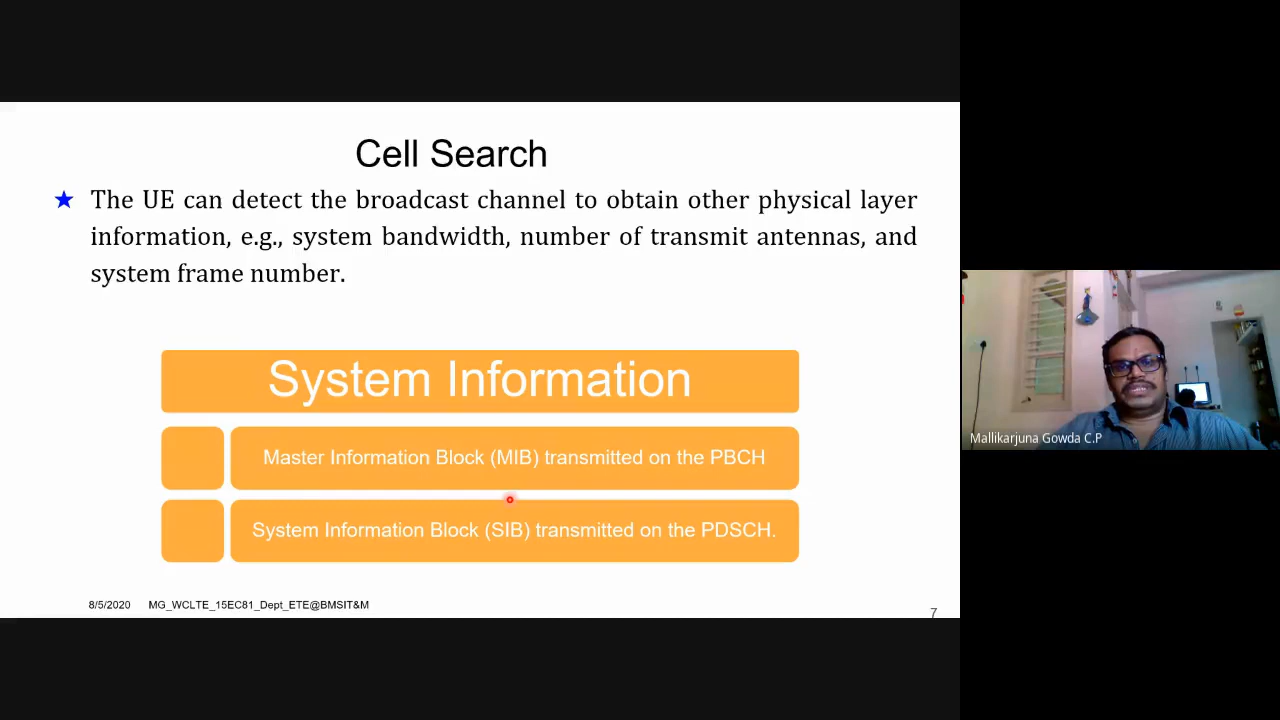 Cell Search
The UE can detect the broadcast channel to obtain other physical layer
information, e.g., system bandwidth, number of transmit antennas, and
system frame number.
System Information
Master Information Block (MIB) transmitted on the PBCH
System Information Block (SIB) transmitted on the PDSCH.
8/5/2020 MG_WCLTE_15EC81_Dept_ETE@BMSIT&M
7
Mallikarjuna Gowda C.P